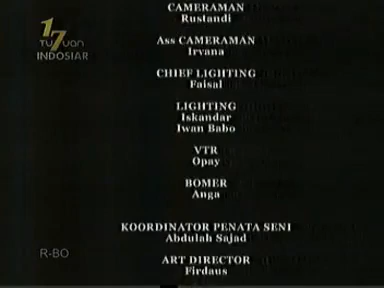 CAMERAMAN
Rustandi
17
Tujuan
INDOSIAR
Ass CAMERAMAN
Irvana
CHIEF LIGHTING
Faisal
LIGHTING
Iskandar
Iwan Babo
VTR
Opay
BOMER
Anga
KOORDINATOR PENATA SENI
Abdulah Sajad
R-BO
ART DIRECTOR
Firdaus